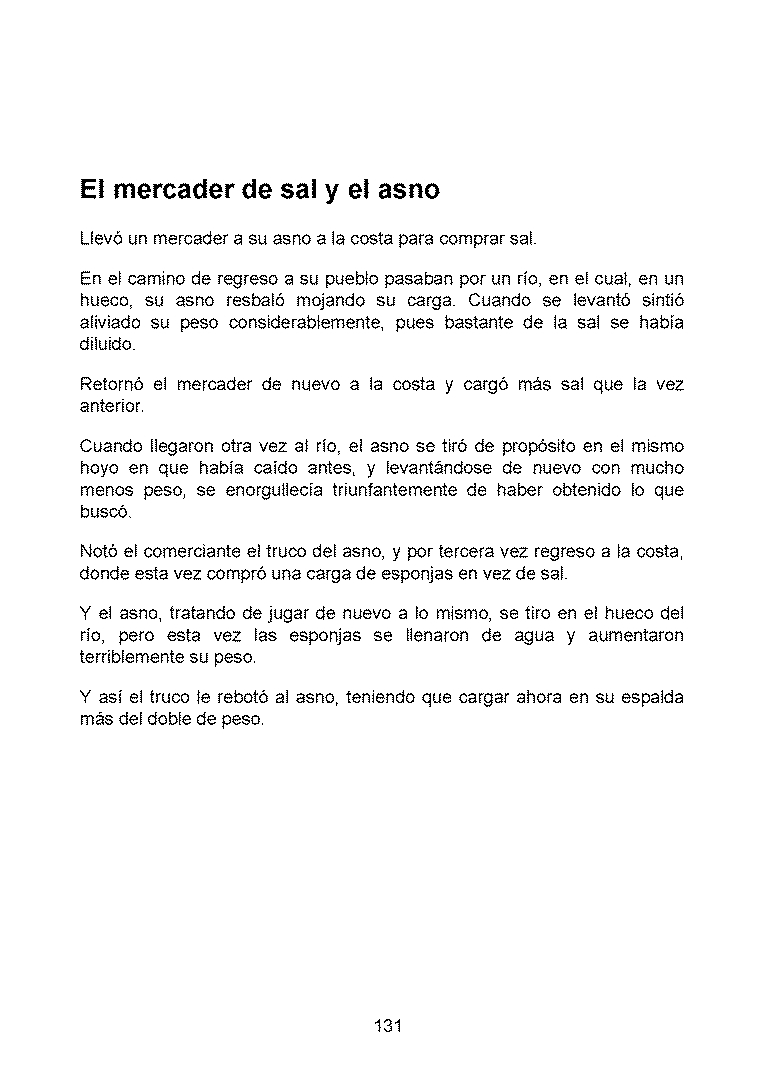 El mercader de sal y el asno
Llevó un mercader a su asno a la costa para comprar sal.
En el camino de regreso a su pueblo pasaban por un río, en el cual, en un
hueco, su asno resbaló mojando su carga. Cuando se levantó sintió
aliviado su peso considerablemente, pues bastante de la sal se había
diluido.
Retornó el mercader de nuevo a la costa y cargó más sal que la vez
anterior.
Cuando llegaron otra vez al río, el asno se tiró de propósito en el mismo
hoyo en que había caído antes, y levantándose de nuevo con mucho
menos peso, se enorgullecía triunfantemente de haber obtenido lo que
buscó.
Notó el comerciante el truco del asno, y por tercera vez regreso a la costa,
donde esta vez compró una carga de esponjas en vez de sal.
Y el asno, tratando de jugar de nuevo a lo mismo, se tiro en el hueco del
río, pero esta vez las esponjas se llenaron de agua y aumentaron
terriblemente su peso.
Y así el truco le rebotó al asno, teniendo que cargar ahora en su espalda
más del doble de peso.
131